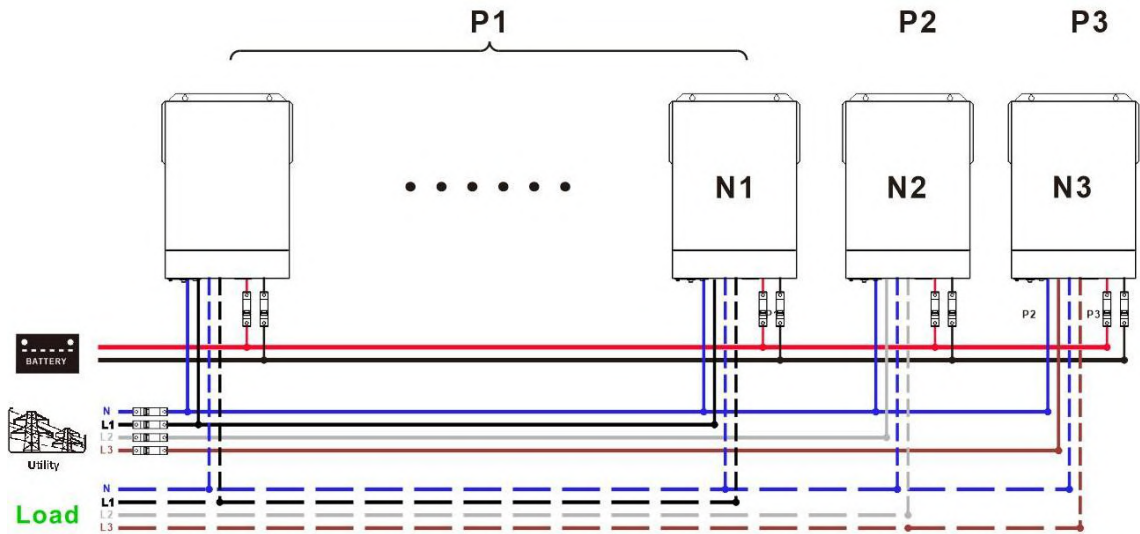 P1 P2 P3
N1 N2 N3
P2 P3
BATTERY
N
L1
L2
L3
Utility
N
L1
L2
L3
Load